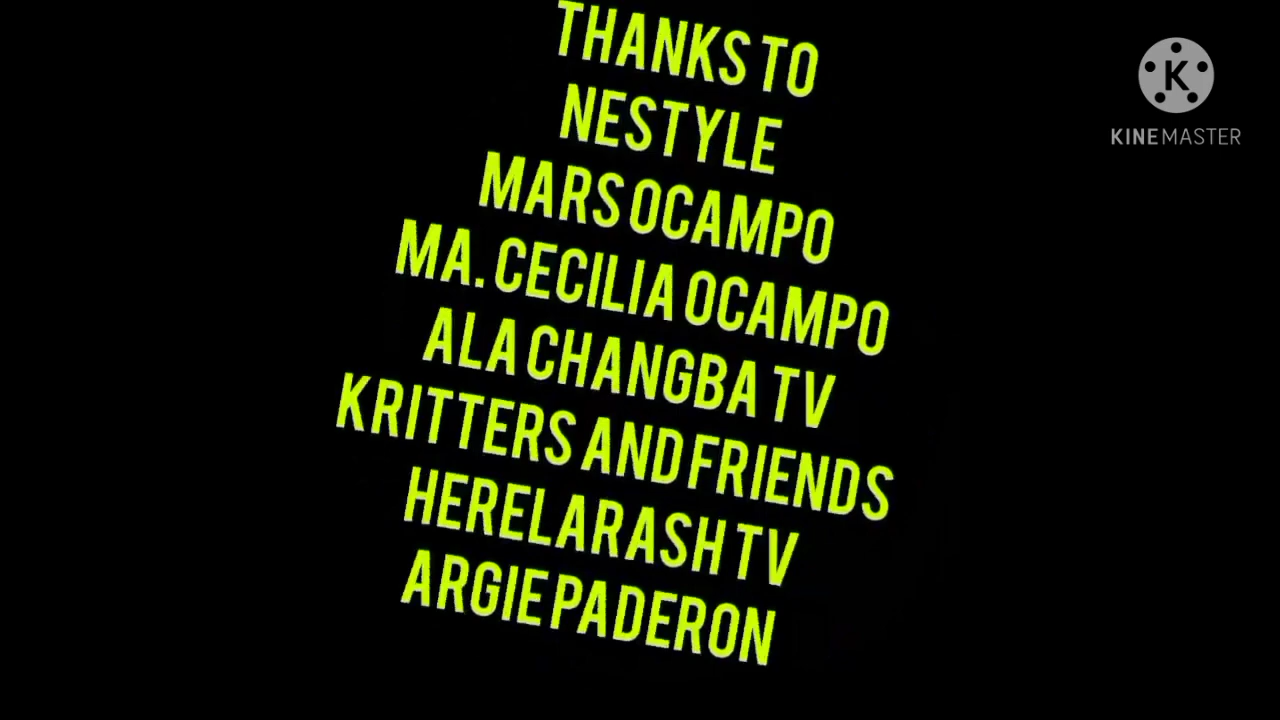 THANKS TO
NESTYLE
MARS OCAMPO
MA. CECILIA OCAMPO
ALA CHANGBA TV
KRITTERS AND FRIENDS
HERELARASH TV
ARGIE PADERON
K
KINEMASTER